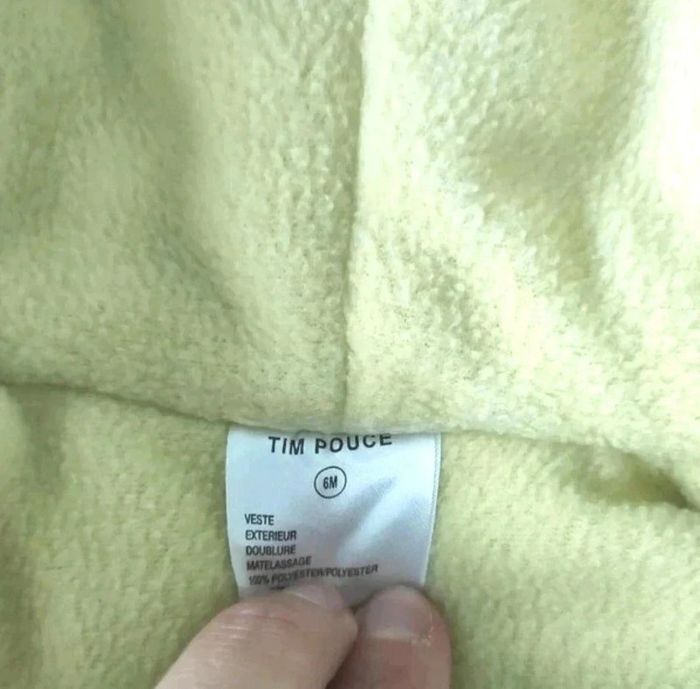 TIM POUCE
6M
VESTE
EXTERIEUR
DOUBLURE
MATELASSAGE
100% POLYESTER/POLYESTER